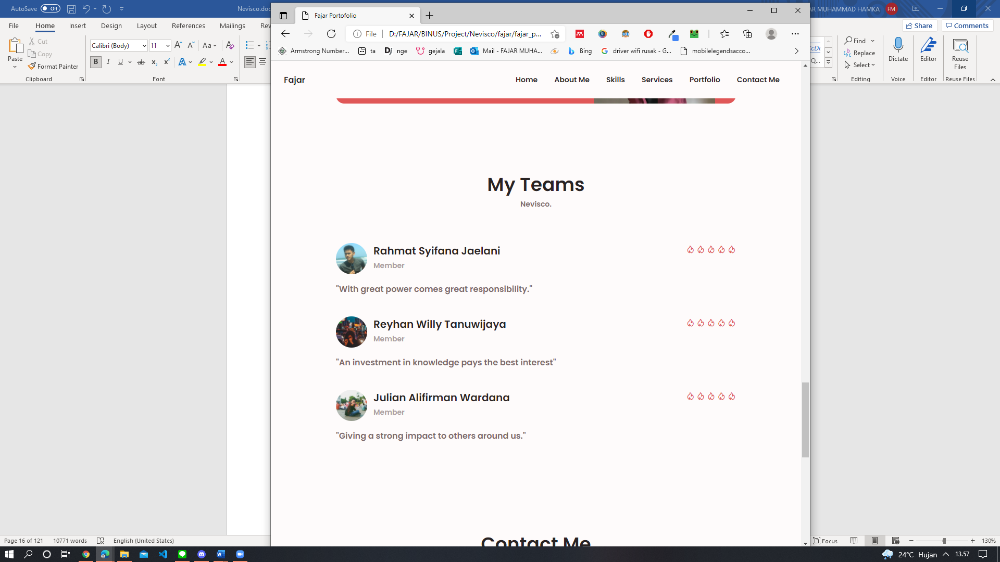 AutoSave Off
Nevisco.doc
AR MUHAMMAD HAMKA FM
File Home Insert Design Layout References Mailings Rev
Share Comments
Paste
Cut
Copy
Format Painter
Clipboard
Calibri (Body) 11
Font
Find
Replace
Select
Editing
Dictate
Voice
Editor
Editor
Reuse Files
Reuse Files
Fajar Portofolio
File D:/FAJAR/BINUS/Project/Nevisco/fajar/fajar_p...
Armstrong Number... ta nge gejala Mail - FAJAR MUHA... Bing driver wifi rusak - G... mobilelegendsacco...
Fajar
Home About Me Skills Services Portfolio Contact Me
My Teams
Nevisco.
Rahmat Syifana Jaelani
Member
"With great power comes great responsibility."
Reyhan Willy Tanuwijaya
Member
"An investment in knowledge pays the best interest"
Julian Alifirman Wardana
Member
"Giving a strong impact to others around us."
Contact Me
Page 16 of 121 10771 words English (United States)
Focus 130%
24°C Hujan 13.57